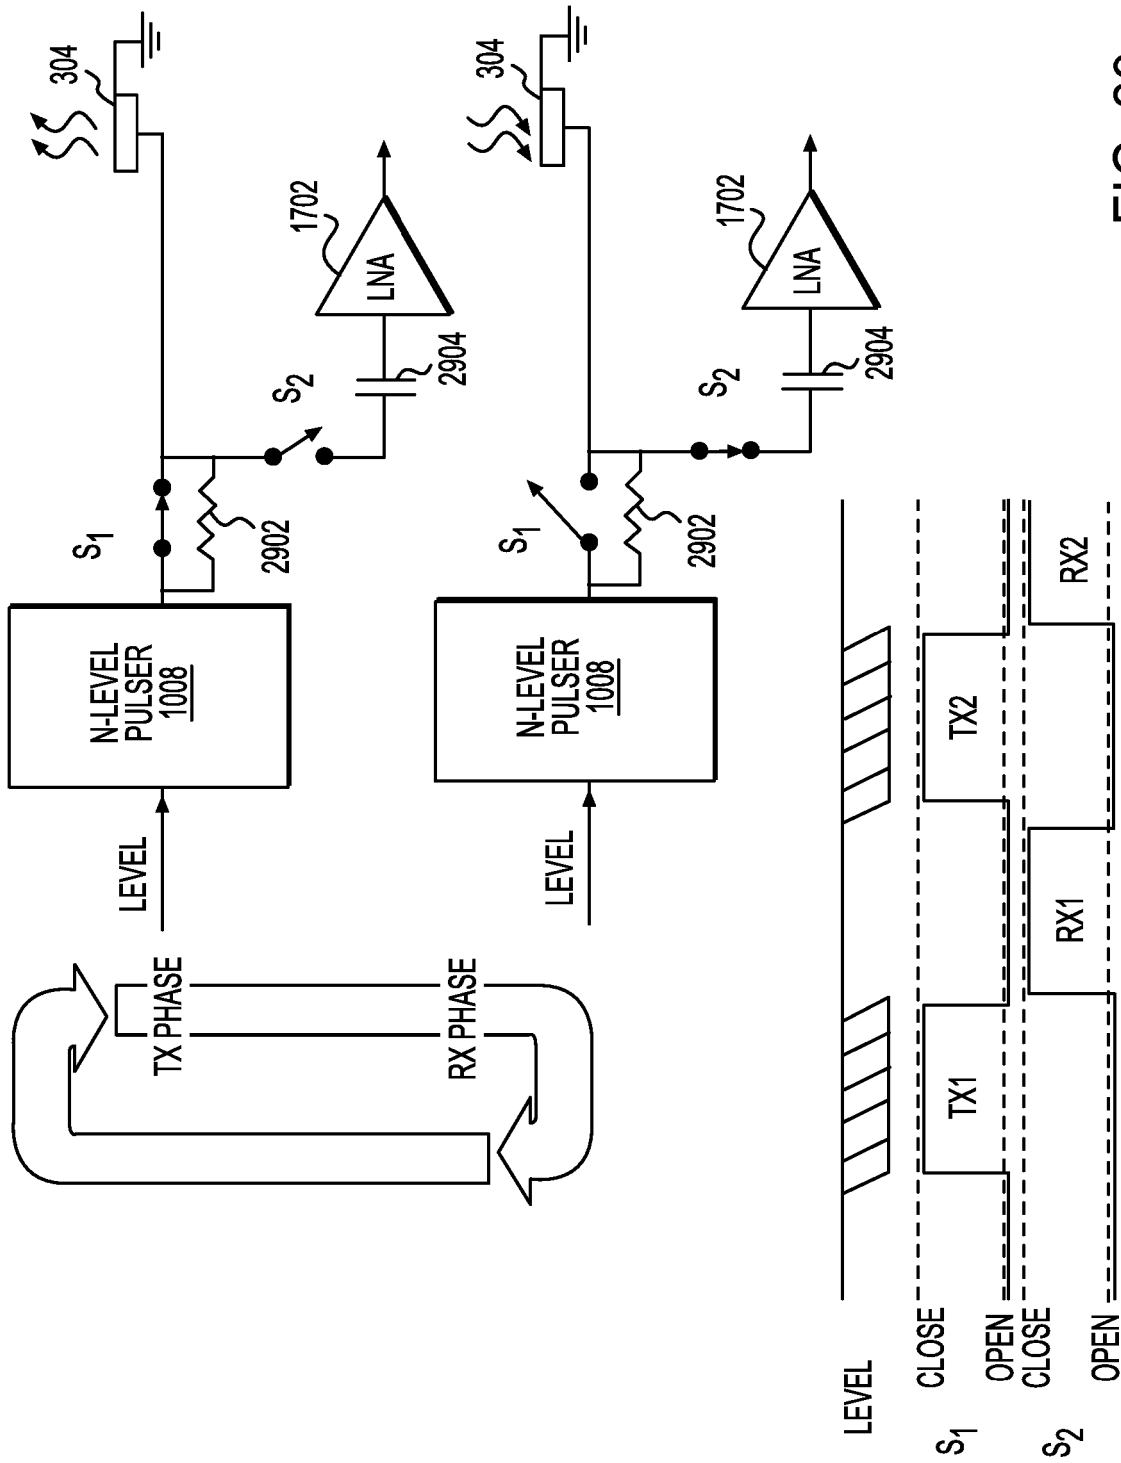 TX PHASE
LEVEL
N-LEVEL
PULSER
1008
S1
2902
S2
2904
LNA
1702
304
RX PHASE
LEVEL
N-LEVEL
PULSER
1008
S1
2902
S2
2904
LNA
1702
304
LEVEL
S1
CLOSE
OPEN
TX1
TX2
S2
CLOSE
OPEN
RX1
RX2
FIG.